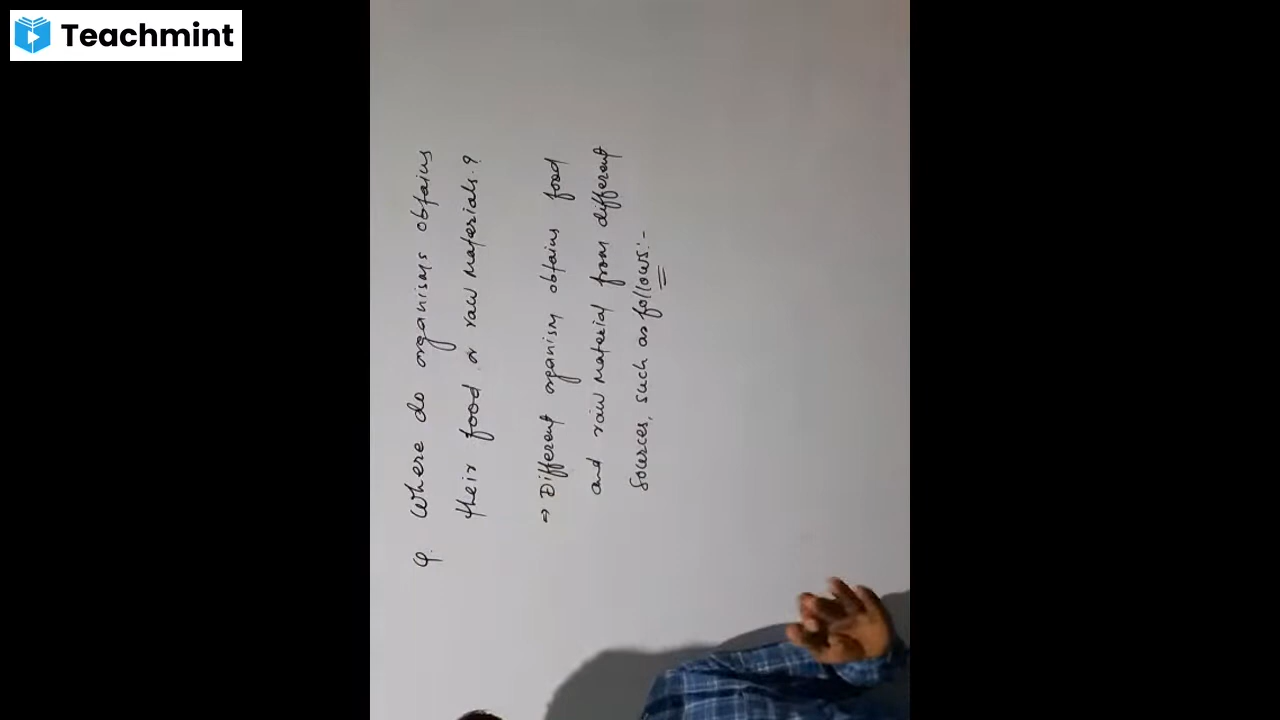 Teachmint
Q. Where do organisms obtains
their food or raw materials.?
⇒ Different organism obtains food
and raw material from different
sources, such as follows:-